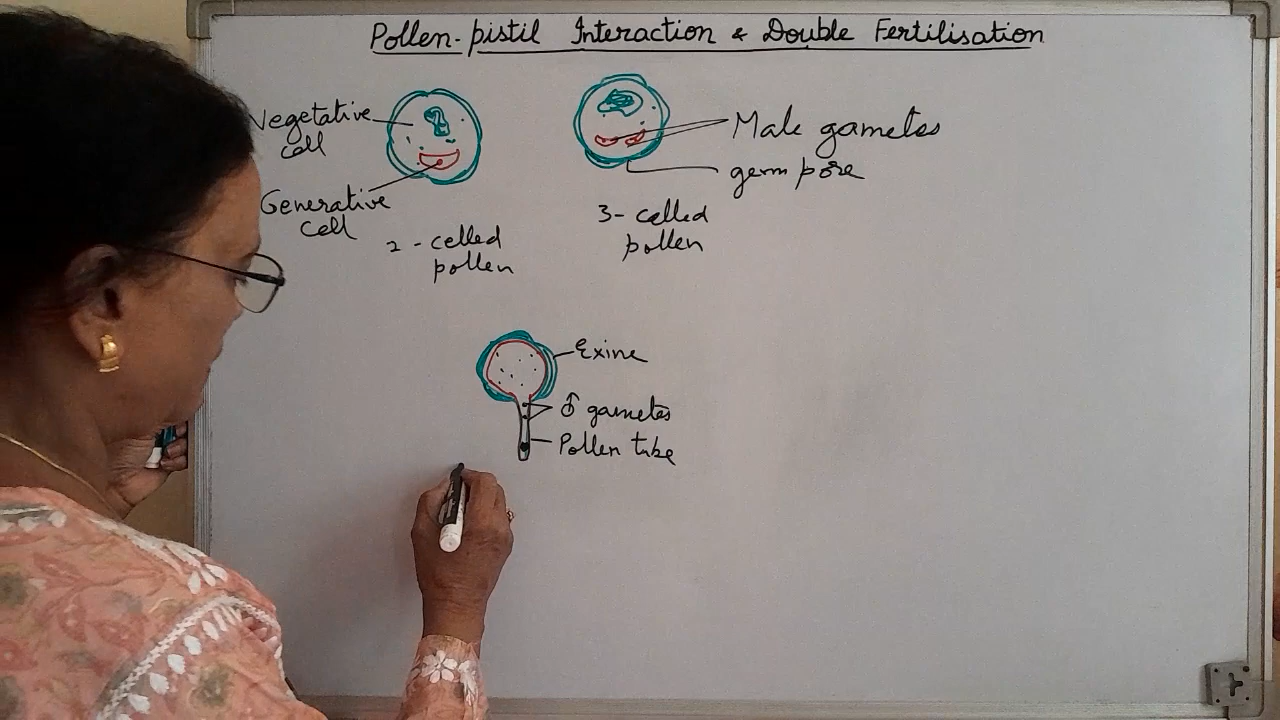 Pollen-pistil Interaction & Double Fertilisation
Vegetative
cell
Generative
cell
2-celled
pollen
Male gametes
germ pore
3-celled
pollen
Exine
♂ gametes
Pollen tube